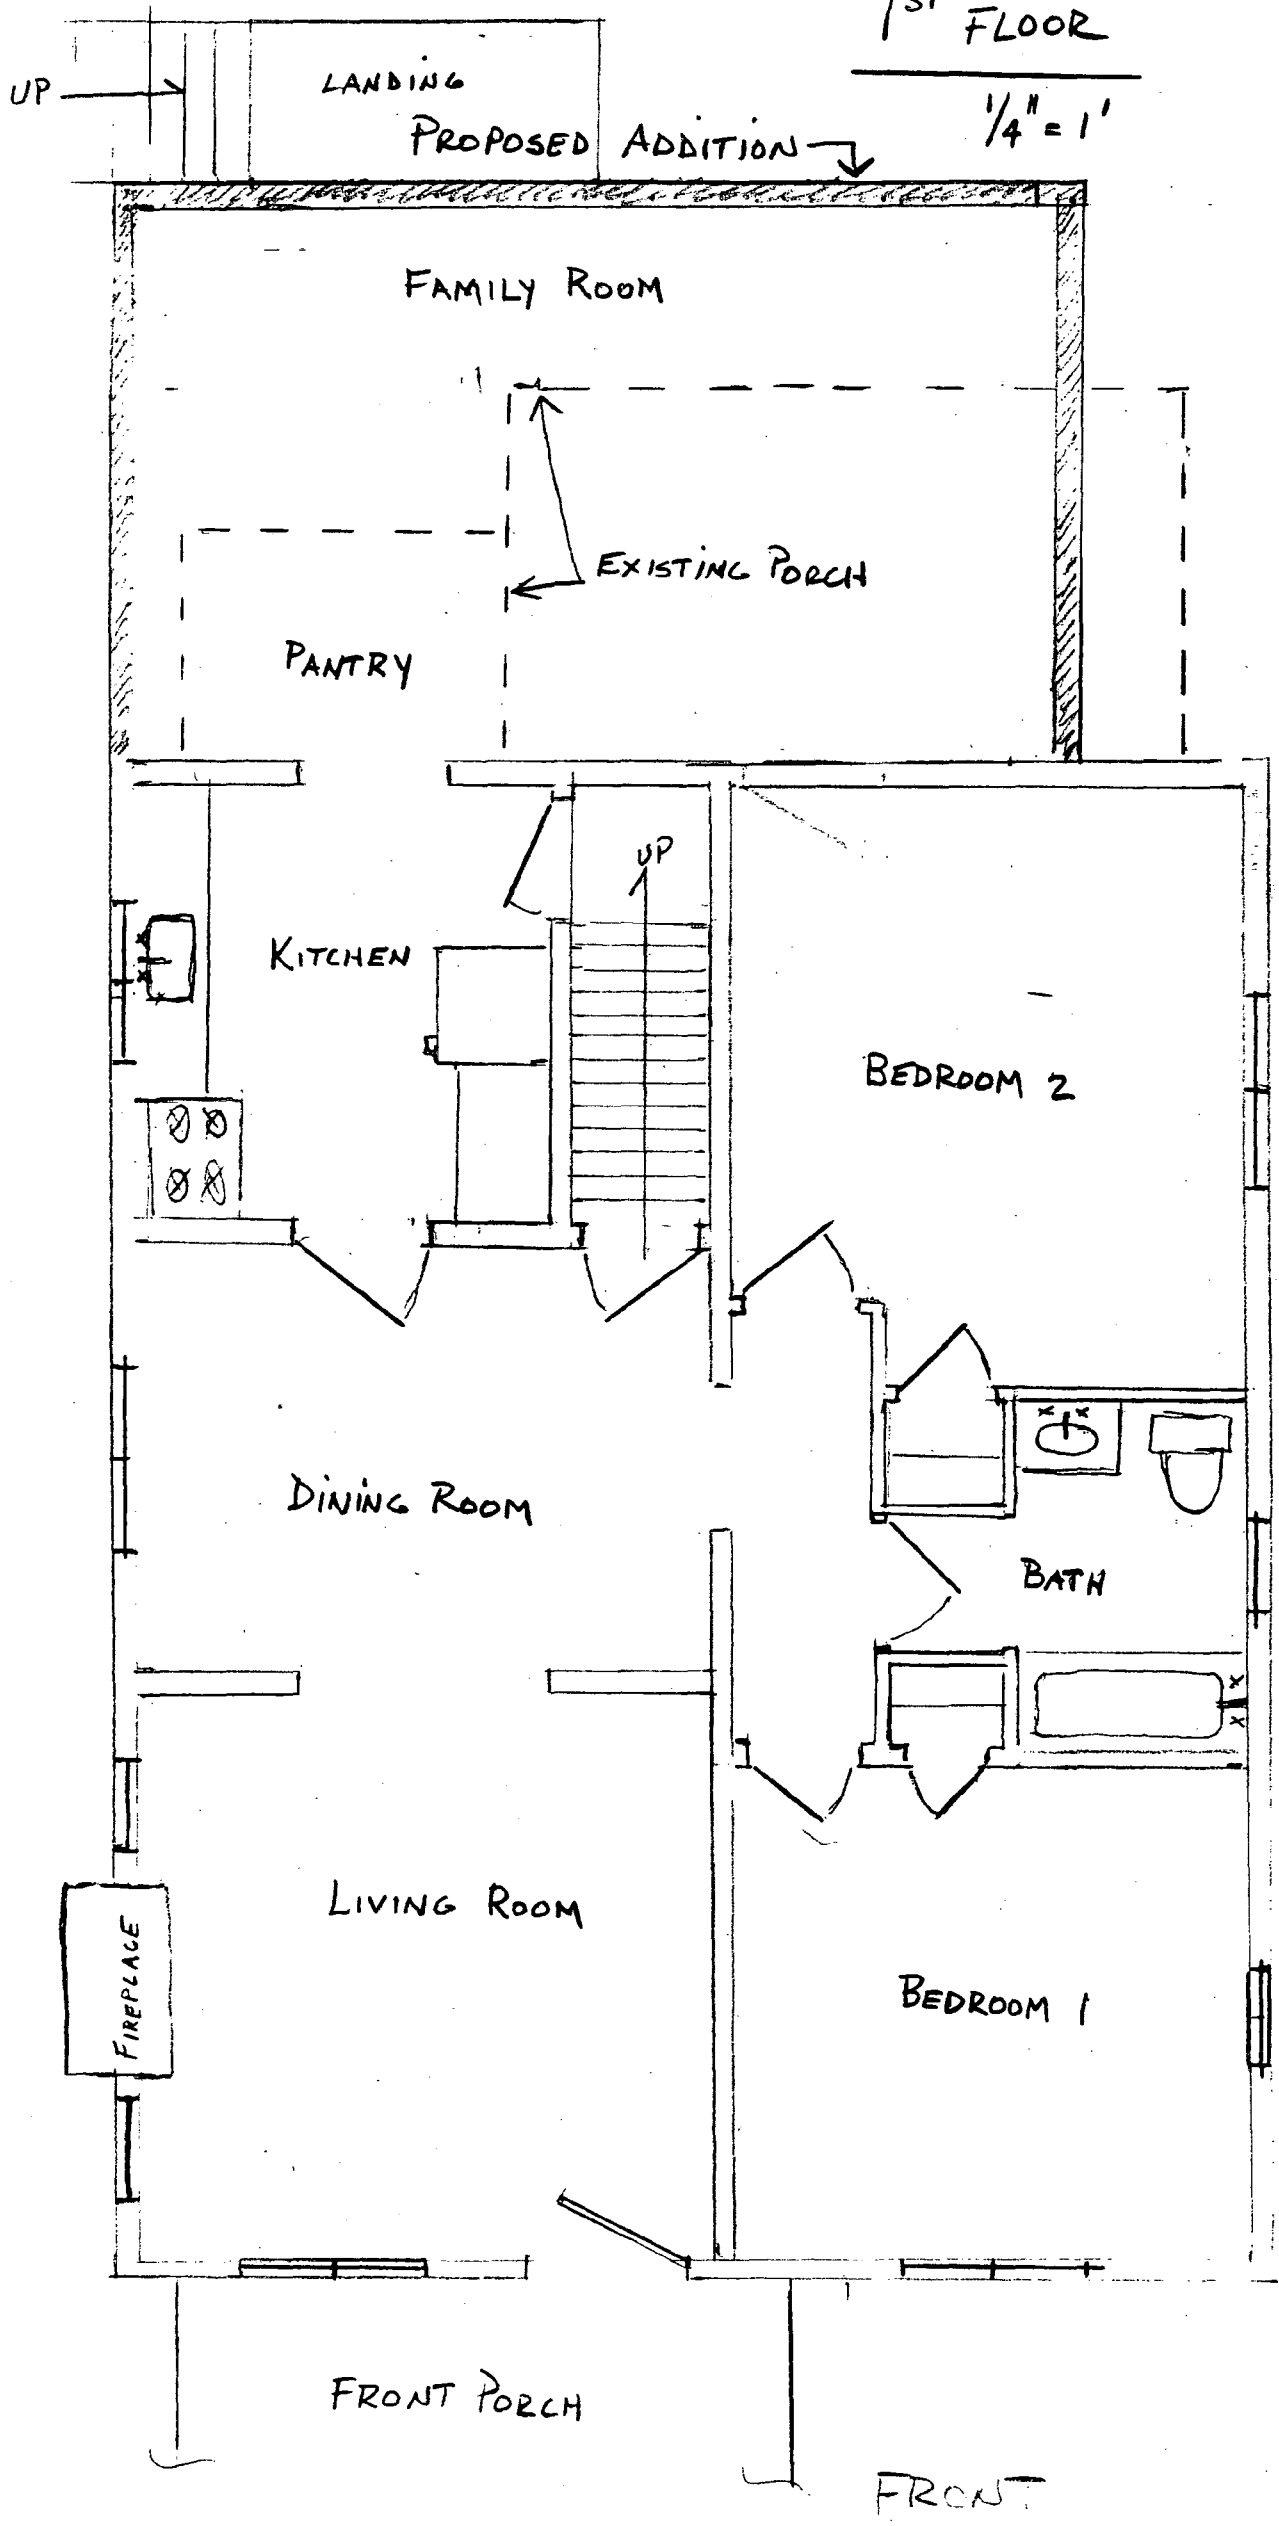 1ST FLOOR
1/4" = 1'
UP
LANDING
PROPOSED ADDITION
FAMILY ROOM
EXISTING PORCH
PANTRY
UP
KITCHEN
BEDROOM 2
DINING ROOM
BATH
LIVING ROOM
FIREPLACE
BEDROOM 1
FRONT PORCH
FRONT